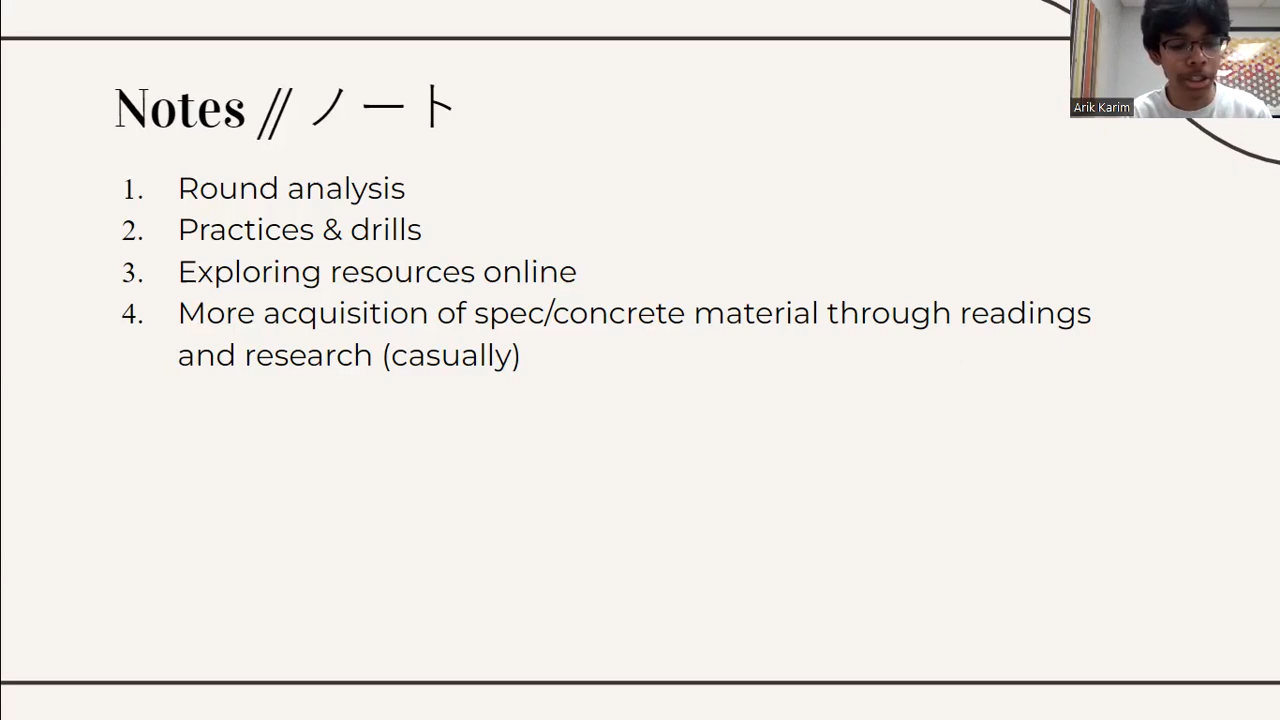 Notes // ノート
1. Round analysis
2. Practices & drills
3. Exploring resources online
4. More acquisition of spec/concrete material through readings
and research (casually)
Arik Karim